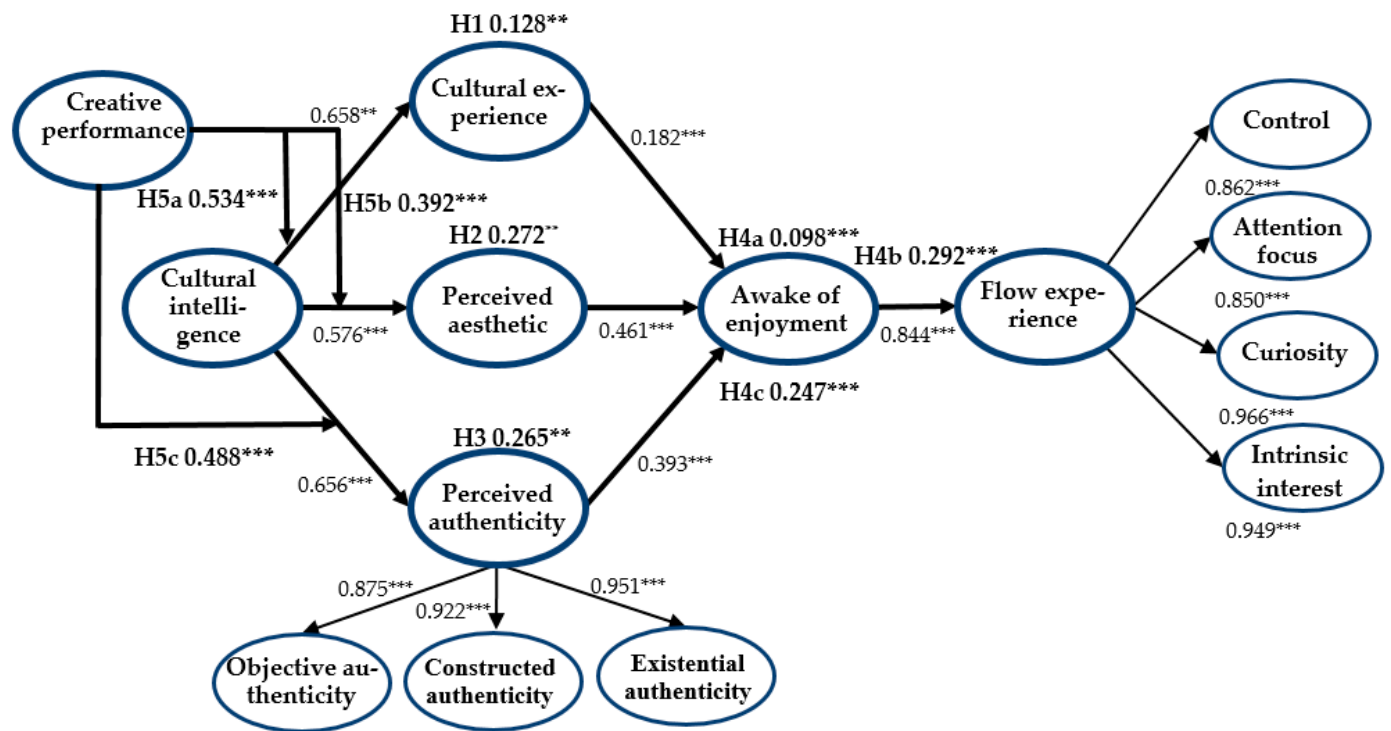 H1 0.128**
Creative
performance
Cultural ex-
perience
0.658**
0.182***
Control
0.862***
H5a 0.534***
H5b 0.392***
H2 0.272**
H4a 0.098***
H4b 0.292***
Attention
focus
0.850***
Cultural
intelli-
gence
0.576***
Perceived
aesthetic
0.461***
Awake of
enjoyment
0.844***
Flow expe-
rience
Curiosity
0.966***
H4c 0.247***
H5c 0.488***
H3 0.265**
0.656***
0.393***
Perceived
authenticity
Intrinsic
interest
0.949***
0.875***
0.922***
0.951***
Objective au-
thenticity
Constructed
authenticity
Existential
authenticity